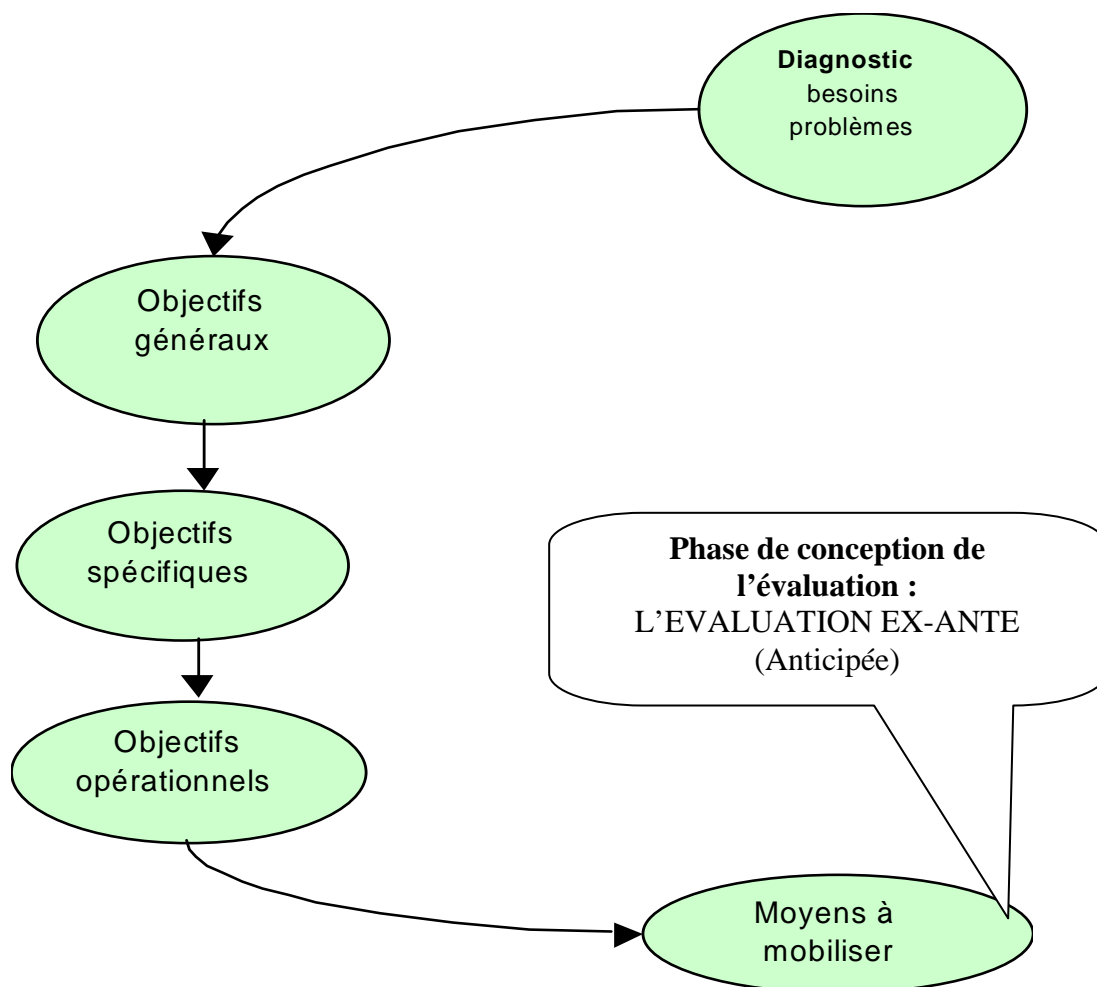 Diagnostic
besoins
problèmes
Objectifs
généraux
Objectifs
spécifiques
Phase de conception de
l’évaluation :
L’EVALUATION EX-ANTE
(Anticipée)
Objectifs
opérationnels
Moyens à
mobiliser